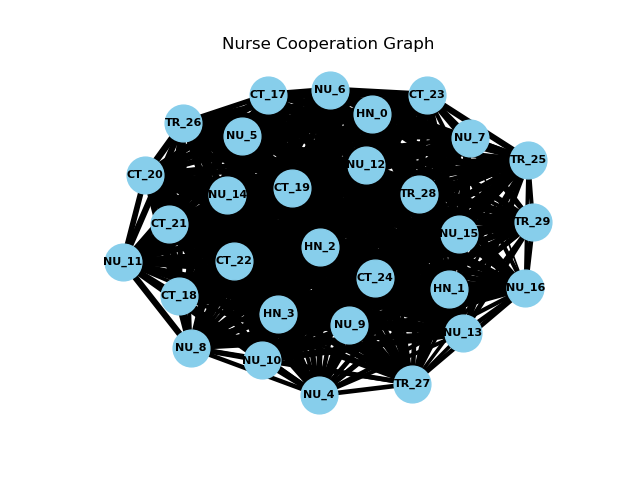 Nurse Cooperation Graph
NU_6
CT_17
CT_23
HN_0
TR_26
NU_5
NU_7
TR_25
NU_12
CT_20
CT_19
NU_14
TR_28
CT_21
TR_29
NU_15
HN_2
CT_22
NU_11
CT_24
NU_16
HN_1
CT_18
HN_3
NU_9
NU_13
NU_8
NU_10
TR_27
NU_4